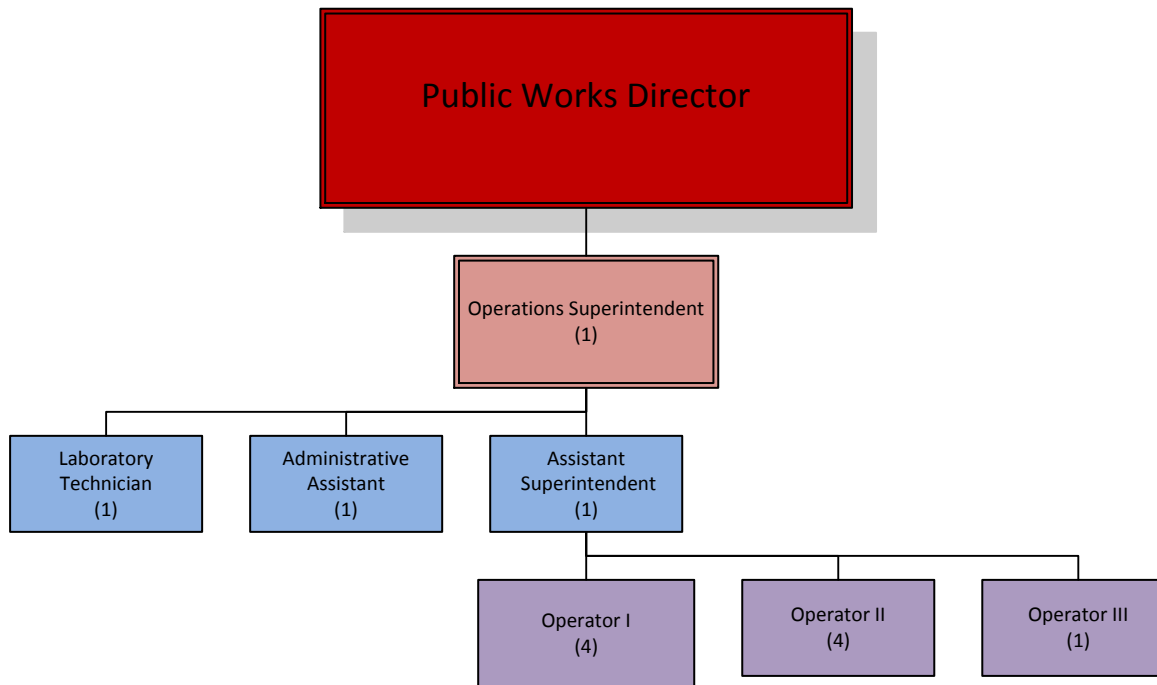 Public Works Director
Operations Superintendent
(1)
Laboratory
Technician
(1)
Administrative
Assistant
(1)
Assistant
Superintendent
(1)
Operator I
(4)
Operator II
(4)
Operator III
(1)